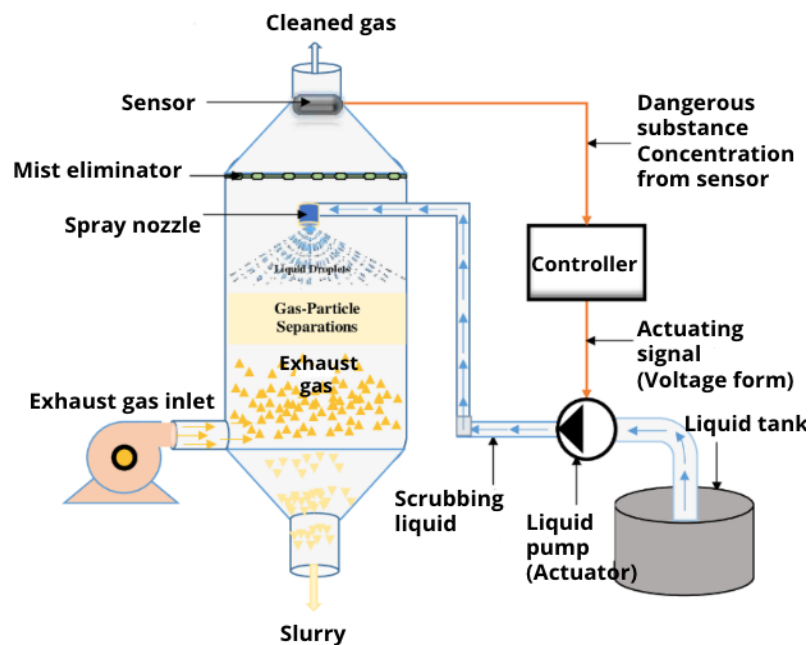 Cleaned gas
Sensor
Dangerous
substance
Concentration
from sensor
Mist eliminator
Spray nozzle
Liquid Droplets
Controller
Gas-Particle
Separations
Exhaust
gas
Actuating
signal
(Voltage form)
Exhaust gas inlet
Liquid tank
Scrubbing
liquid
Liquid
pump
(Actuator)
Slurry